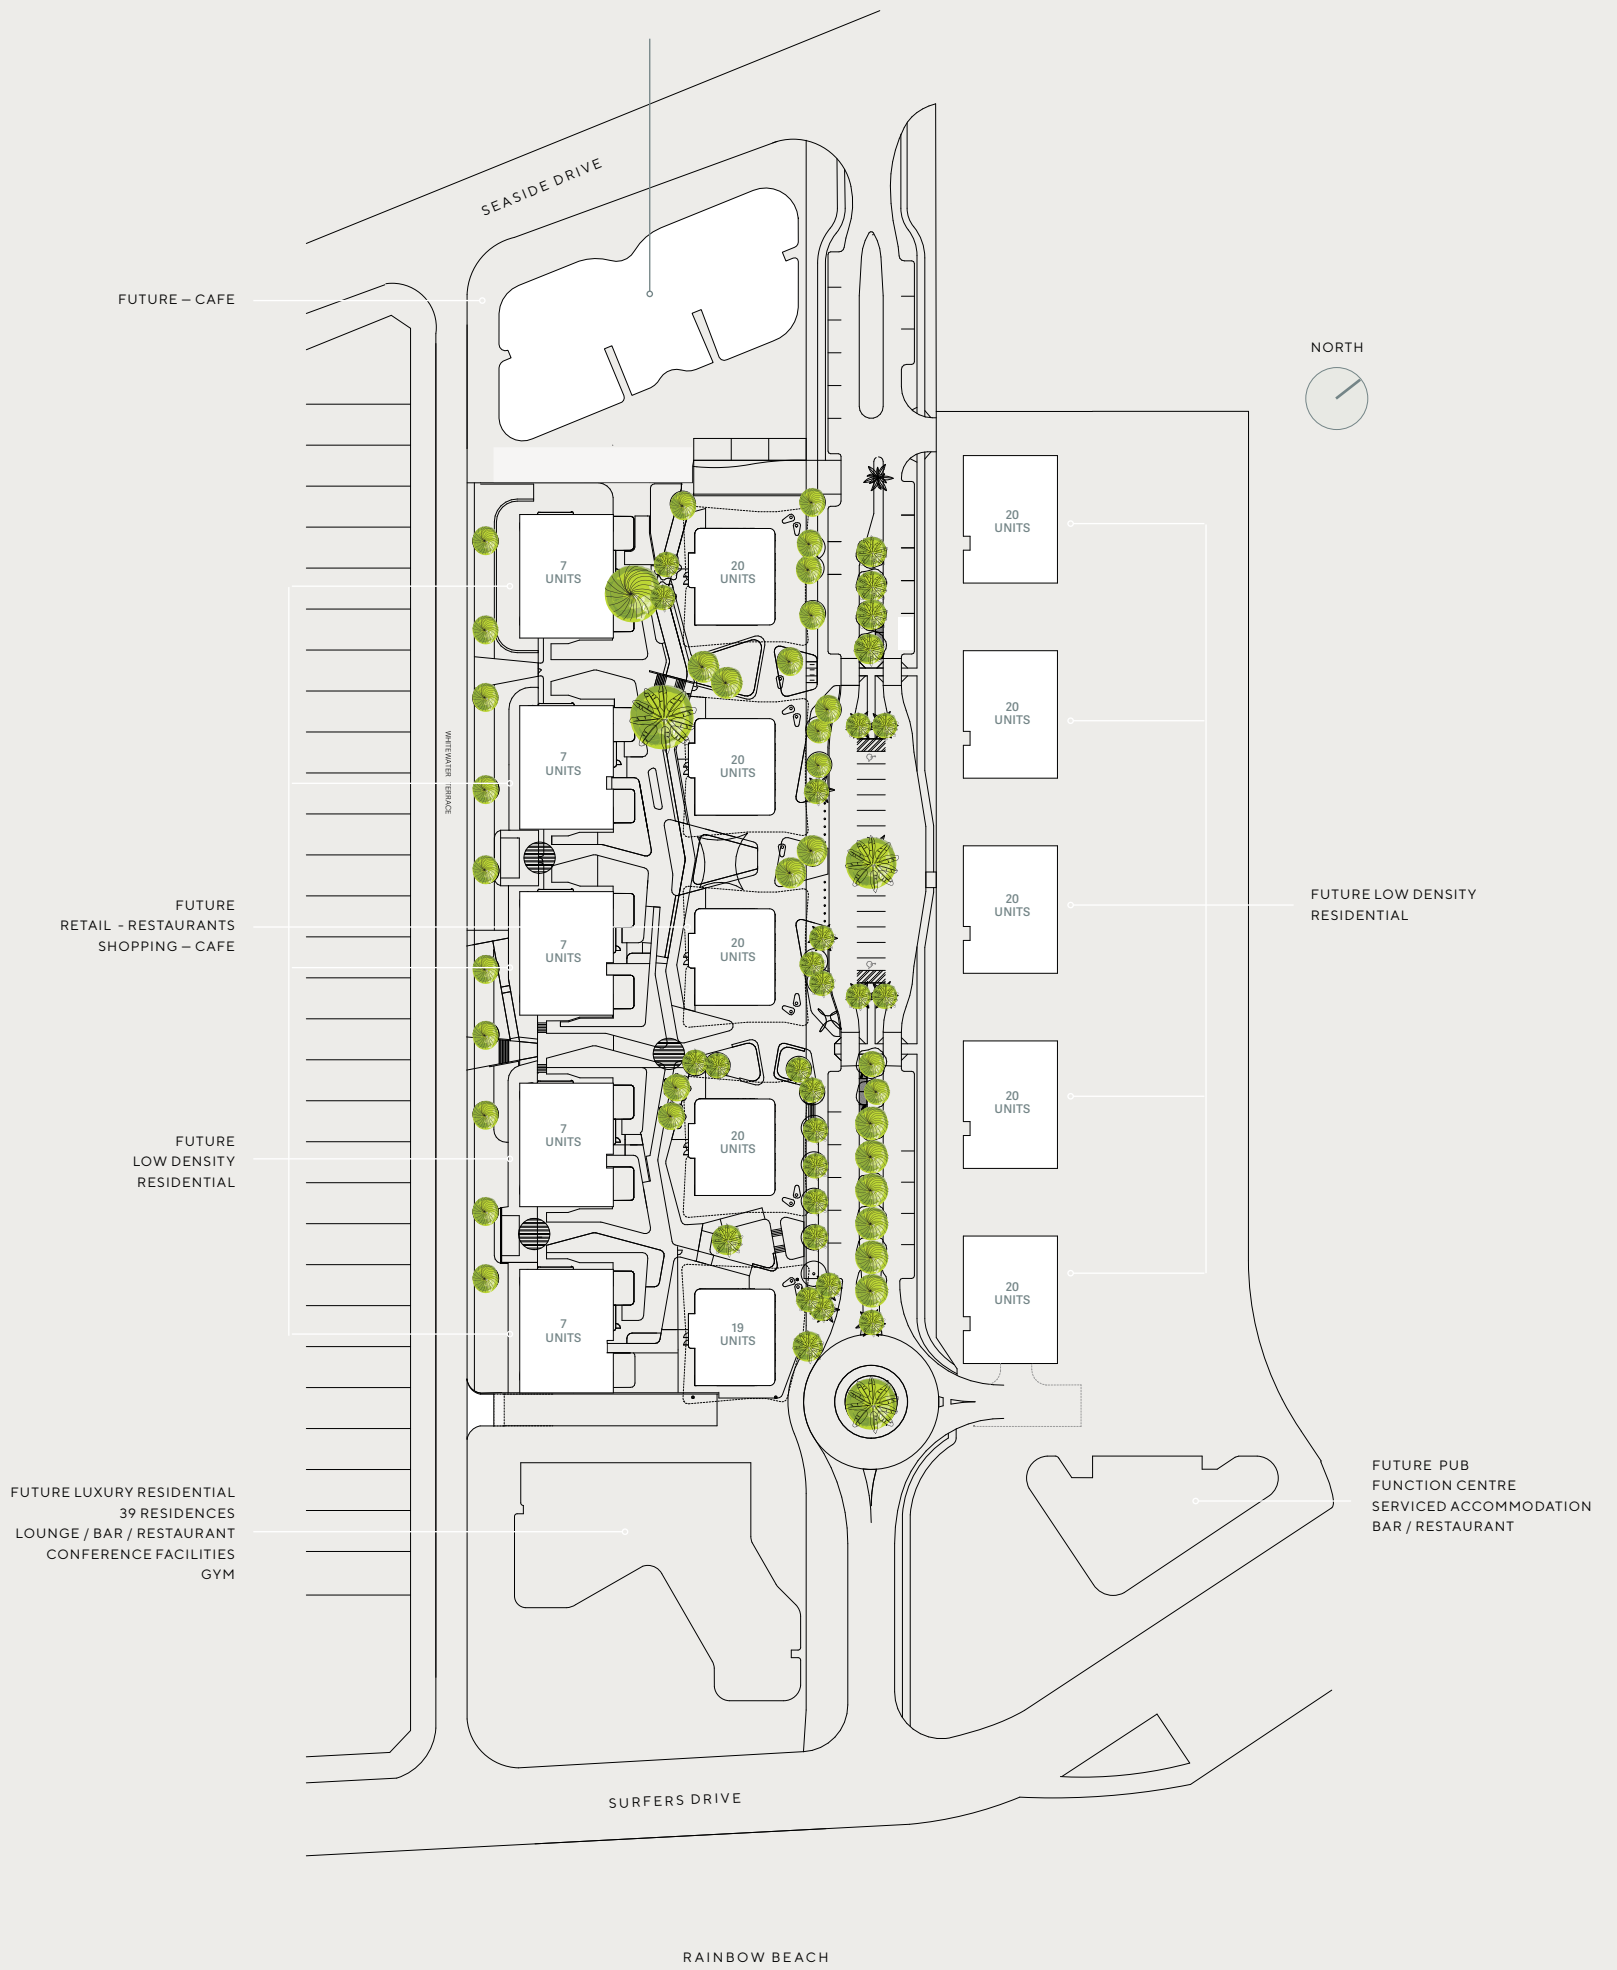 SEASIDE DRIVE
FUTURE — CAFE
NORTH
20
UNITS
7
UNITS
20
UNITS
20
UNITS
7
UNITS
20
UNITS
WHITEWATER TERRACE
20
UNITS
FUTURE LOW DENSITY
RESIDENTIAL
FUTURE
RETAIL - RESTAURANTS
SHOPPING — CAFE
7
UNITS
20
UNITS
20
UNITS
7
UNITS
20
UNITS
FUTURE
LOW DENSITY
RESIDENTIAL
20
UNITS
7
UNITS
19
UNITS
FUTURE PUB
FUNCTION CENTRE
SERVICED ACCOMMODATION
BAR / RESTAURANT
FUTURE LUXURY RESIDENTIAL
39 RESIDENCES
LOUNGE / BAR / RESTAURANT
CONFERENCE FACILITIES
GYM
SURFERS DRIVE
RAINBOW BEACH